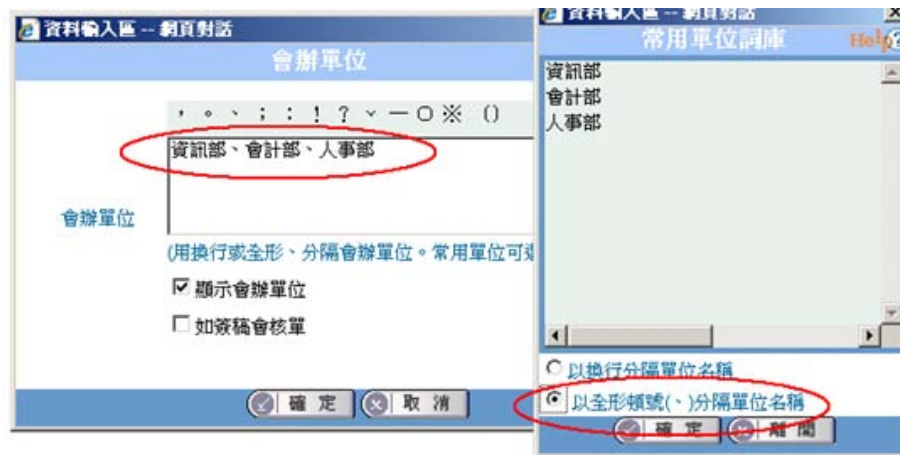 資料輸入區 -- 網頁對話
會辦單位
，。、；：！？ˇ—○※ （）
資訊部、會計部、人事部
會辦單位
(用換行或全形、分隔會辦單位。常用單位可
顯示會辦單位
如簽稿會核單
確 定
取 消
資料輸入區 -- 網頁對話
常用單位詞庫
Help
資訊部
會計部
人事部
以換行分隔單位名稱
以全形頓號(、)分隔單位名稱
確 定
離 開